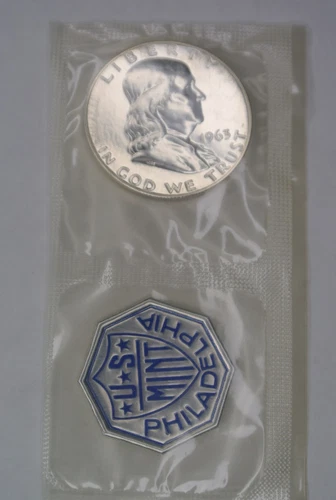 LIBERTY
1963
IN GOD WE TRUST
U★S★
MINT
PHILADELPHIA